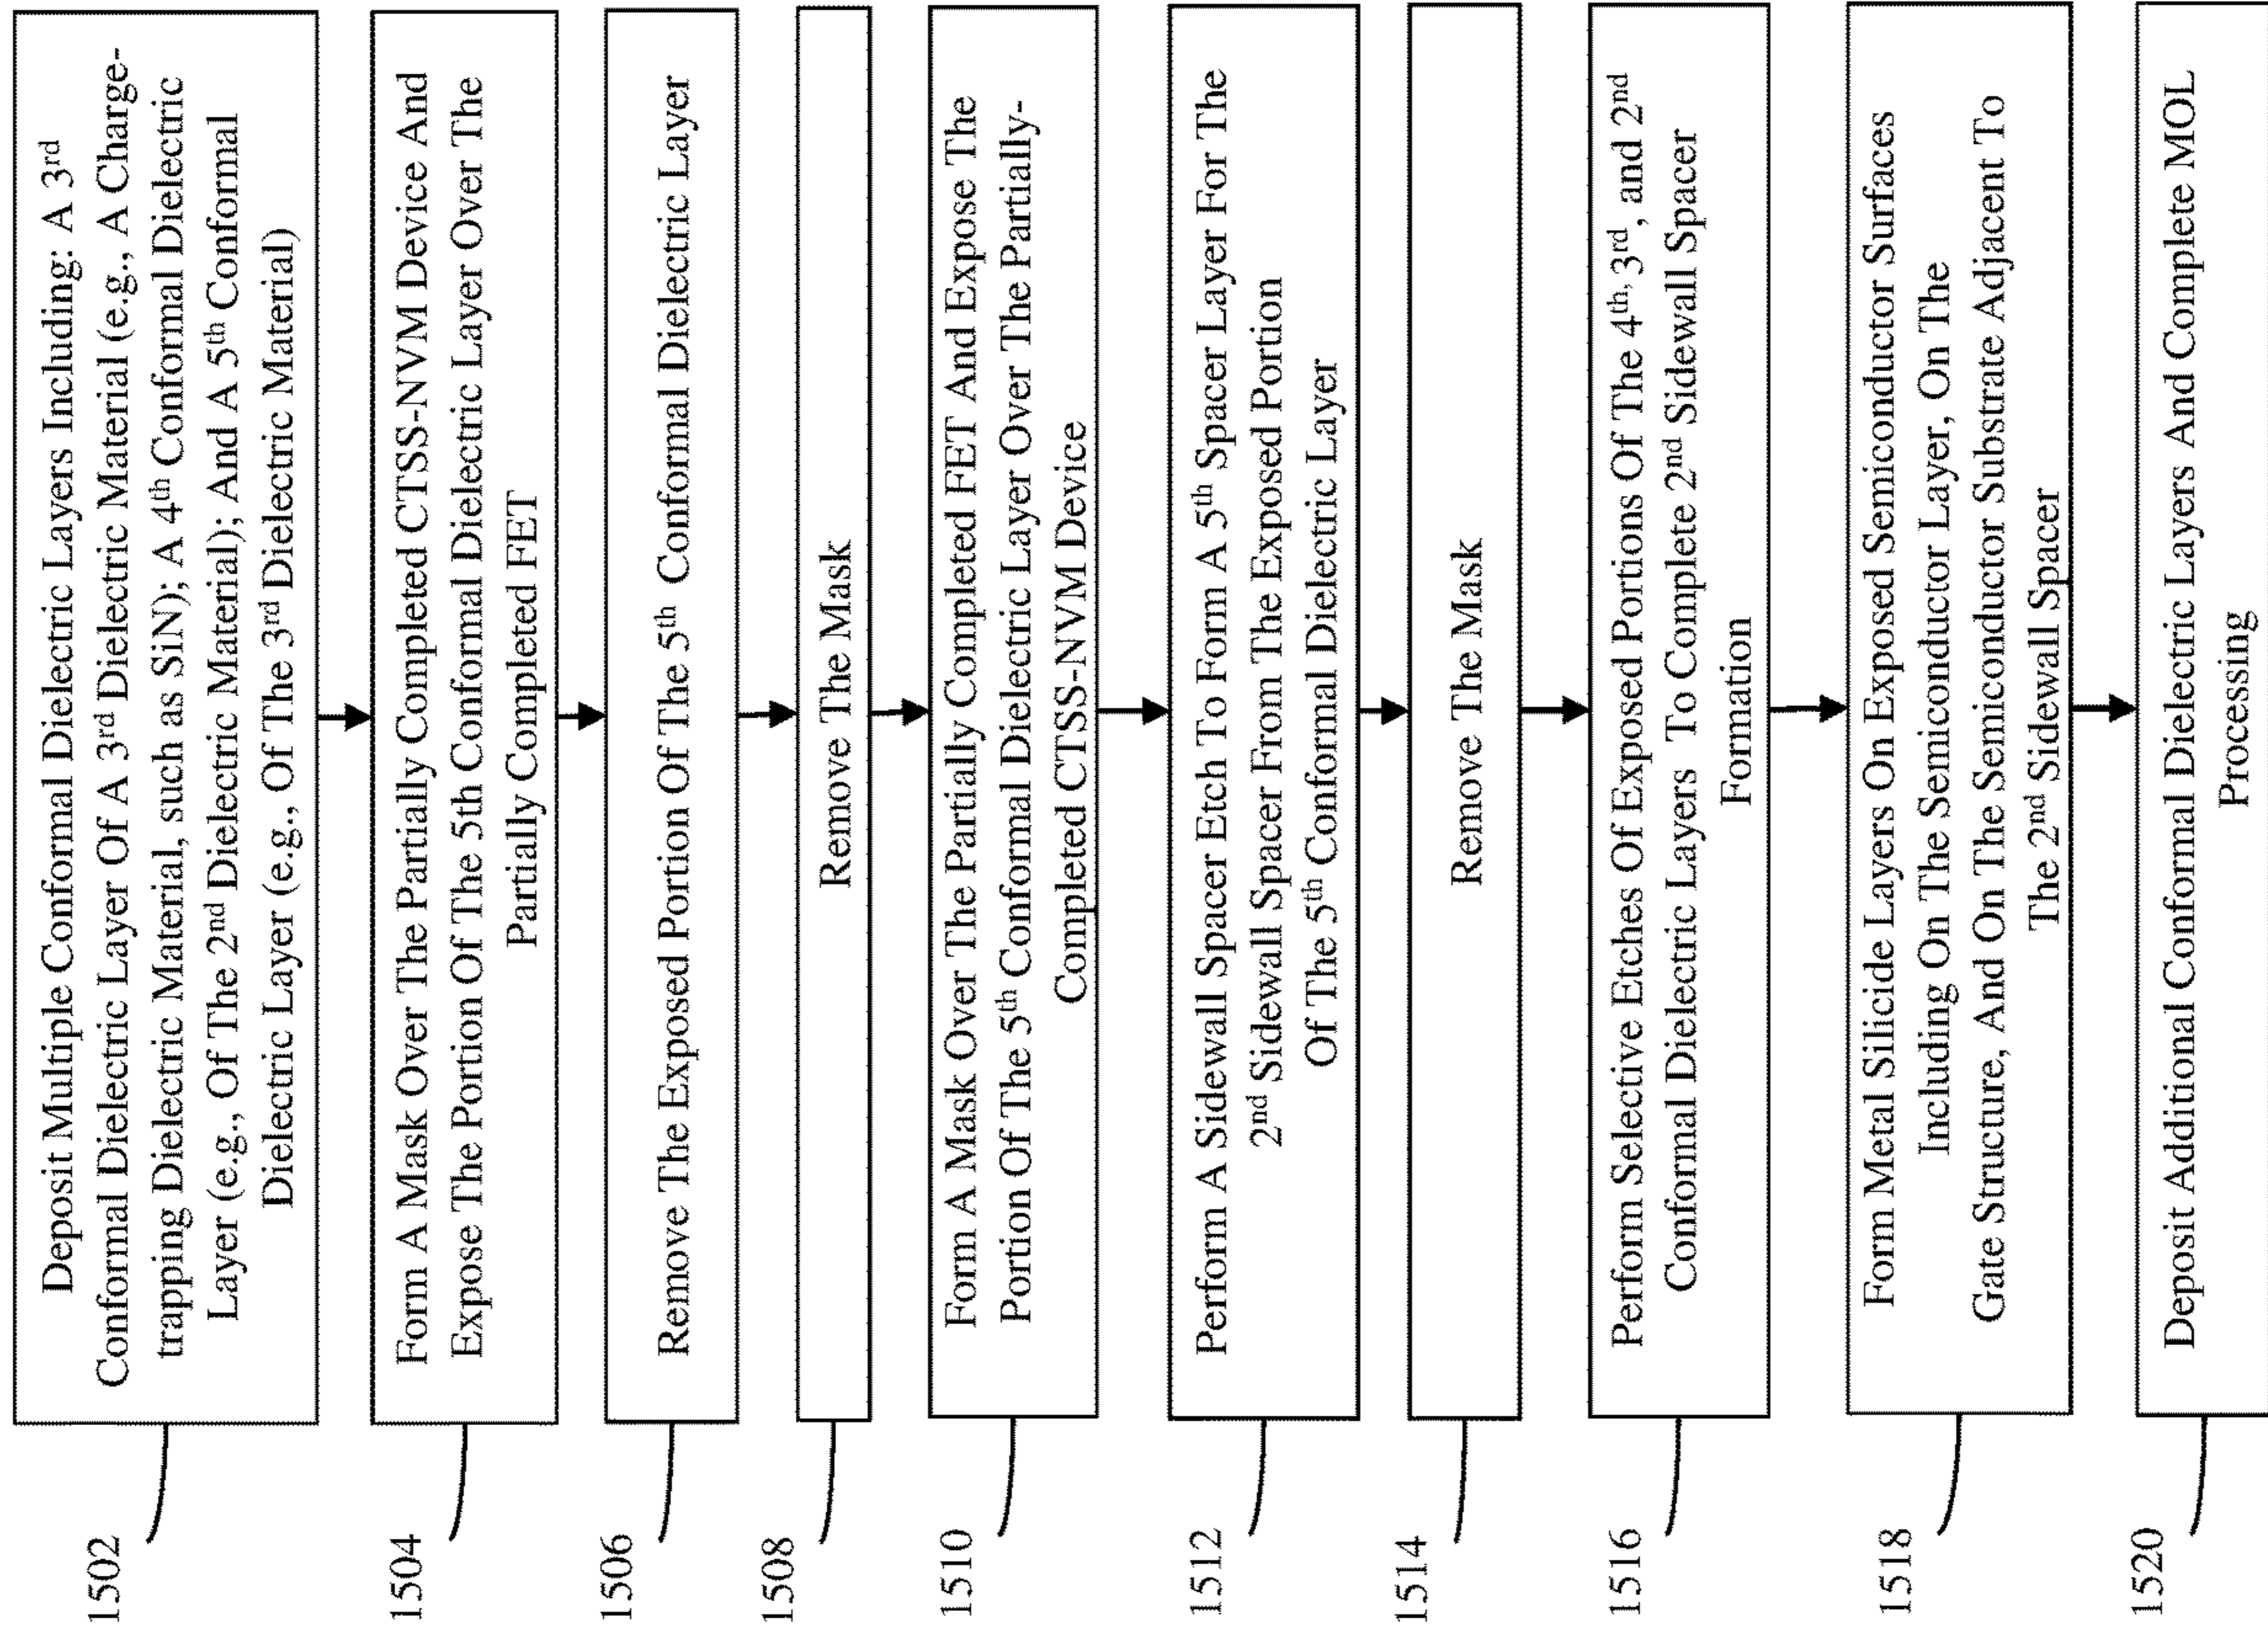 1502
Deposit Multiple Conformal Dielectric Layers Including: A 3rd
Conformal Dielectric Layer Of A 3rd Dielectric Material (e.g., A Charge-
trapping Dielectric Material, such as SiN); A 4th Conformal Dielectric
Layer (e.g., Of The 2nd Dielectric Material); And A 5th Conformal
Dielectric Layer (e.g., Of The 3rd Dielectric Material)
1504
Form A Mask Over The Partially Completed CTSS-NVM Device And
Expose The Portion Of The 5th Conformal Dielectric Layer Over The
Partially Completed FET
1506
Remove The Exposed Portion Of The 5th Conformal Dielectric Layer
1508
Remove The Mask
1510
Form A Mask Over The Partially Completed FET And Expose The
Portion Of The 5th Conformal Dielectric Layer Over The Partially-
Completed CTSS-NVM Device
1512
Perform A Sidewall Spacer Etch To Form A 5th Spacer Layer For The
2nd Sidewall Spacer From The Exposed Portion
Of The 5th Conformal Dielectric Layer
1514
Remove The Mask
1516
Perform Selective Etches Of Exposed Portions Of The 4th, 3rd, and 2nd
Conformal Dielectric Layers To Complete 2nd Sidewall Spacer
Formation
1518
Form Metal Silicide Layers On Exposed Semiconductor Surfaces
Including On The Semiconductor Layer, On The
Gate Structure, And On The Semiconductor Substrate Adjacent To
The 2nd Sidewall Spacer
1520
Deposit Additional Conformal Dielectric Layers And Complete MOL
Processing